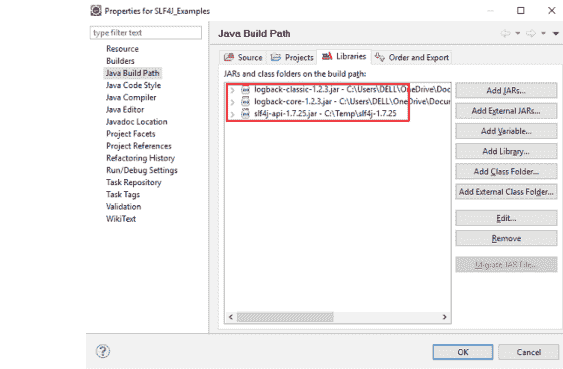 Properties for SLF4J_Examples
type filter text
Resource
Builders
Java Build Path
Java Code Style
Java Compiler
Java Editor
Javadoc Location
Project Facets
Project References
Refactoring History
Run/Debug Settings
Task Repository
Task Tags
Validation
WikiText
Java Build Path
Source
Projects
Libraries
Order and Export
JARs and class folders on the build path:
logback-classic-1.2.3.jar - C:\Users\DELL\OneDrive\Doc
logback-core-1.2.3.jar - C:\Users\DELL\OneDrive\Docur
slf4j-api-1.7.25.jar - C:\Temp\slf4j-1.7.25
Add JARs...
Add External JARs...
Add Variable...
Add Library...
Add Class Folder...
Add External Class Folder...
Edit...
Remove
Migrate JAR File...
OK
Cancel